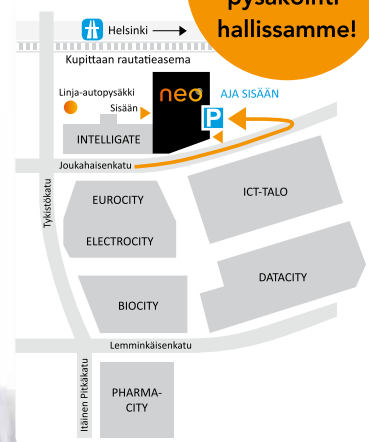 pysäköinti
hallissamme!
Helsinki
Kupittaan rautatieasema
Linja-autopysäkki
Sisään
neo
AJA SISÄÄN
P
INTELLIGATE
Joukahaisenkatu
Tykistökatu
EUROCITY
ICT-TALO
ELECTROCITY
DATACITY
BIOCITY
Lemminkäisenkatu
Itäinen Pitkäkatu
PHARMA-
CITY